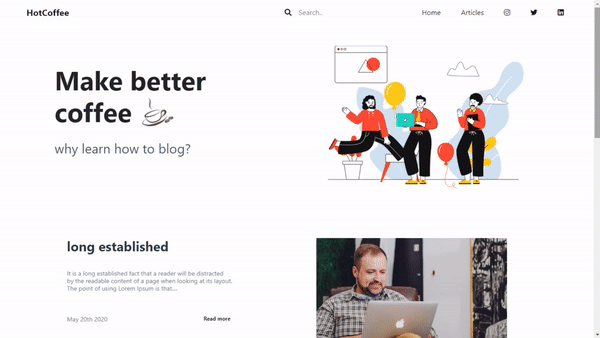 HotCoffee
Search..
Home
Articles
Make better
coffee
why learn how to blog?
long established
It is a long established fact that a reader will be distracted
by the readable content of a page when looking at its layout.
The point of using Lorem Ipsum is that....
May 20th 2020
Read more